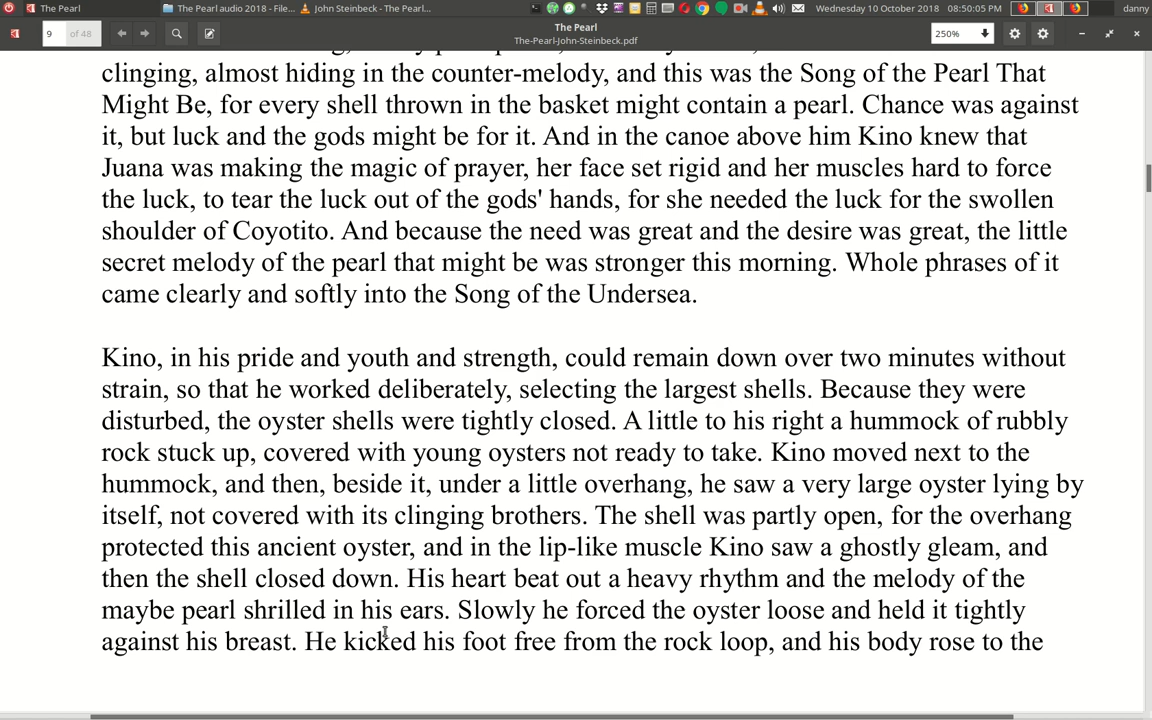 The Pearl
The Pearl audio 2018 - File...
John Steinbeck - The Pearl...
Wednesday 10 October 2018
08:50:05 PM
danny
9
of 48
The Pearl
The-Pearl-John-Steinbeck.pdf
250%
clinging, almost hiding in the counter-melody, and this was the Song of the Pearl That
Might Be, for every shell thrown in the basket might contain a pearl. Chance was against
it, but luck and the gods might be for it. And in the canoe above him Kino knew that
Juana was making the magic of prayer, her face set rigid and her muscles hard to force
the luck, to tear the luck out of the gods' hands, for she needed the luck for the swollen
shoulder of Coyotito. And because the need was great and the desire was great, the little
secret melody of the pearl that might be was stronger this morning. Whole phrases of it
came clearly and softly into the Song of the Undersea.
Kino, in his pride and youth and strength, could remain down over two minutes without
strain, so that he worked deliberately, selecting the largest shells. Because they were
disturbed, the oyster shells were tightly closed. A little to his right a hummock of rubbly
rock stuck up, covered with young oysters not ready to take. Kino moved next to the
hummock, and then, beside it, under a little overhang, he saw a very large oyster lying by
itself, not covered with its clinging brothers. The shell was partly open, for the overhang
protected this ancient oyster, and in the lip-like muscle Kino saw a ghostly gleam, and
then the shell closed down. His heart beat out a heavy rhythm and the melody of the
maybe pearl shrilled in his ears. Slowly he forced the oyster loose and held it tightly
against his breast. He kicked his foot free from the rock loop, and his body rose to the